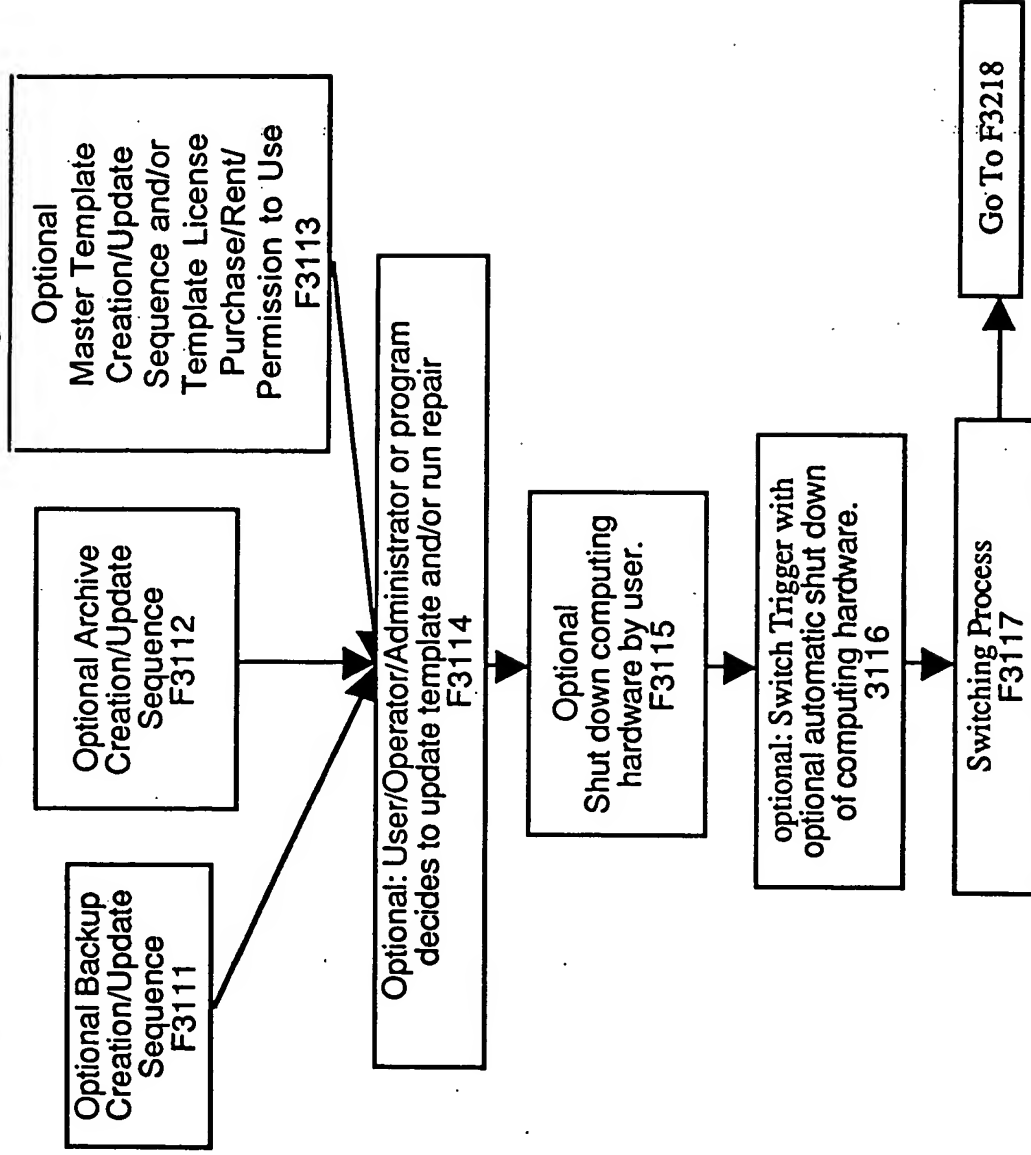 Optional Backup
Creation/Update
Sequence
F3111
Optional Archive
Creation/Update
Sequence
F3112
Optional
Master Template
Creation/Update
Sequence and/or
Template License
Purchase/Rent/
Permission to Use
F3113
Optional: User/Operator/Administrator or program
decides to update template and/or run repair
F3114
Optional
Shut down computing
hardware by user.
F3115
optional: Switch Trigger with
optional automatic shut down
of computing hardware.
3116
Switching Process
F3117
Go To F3218